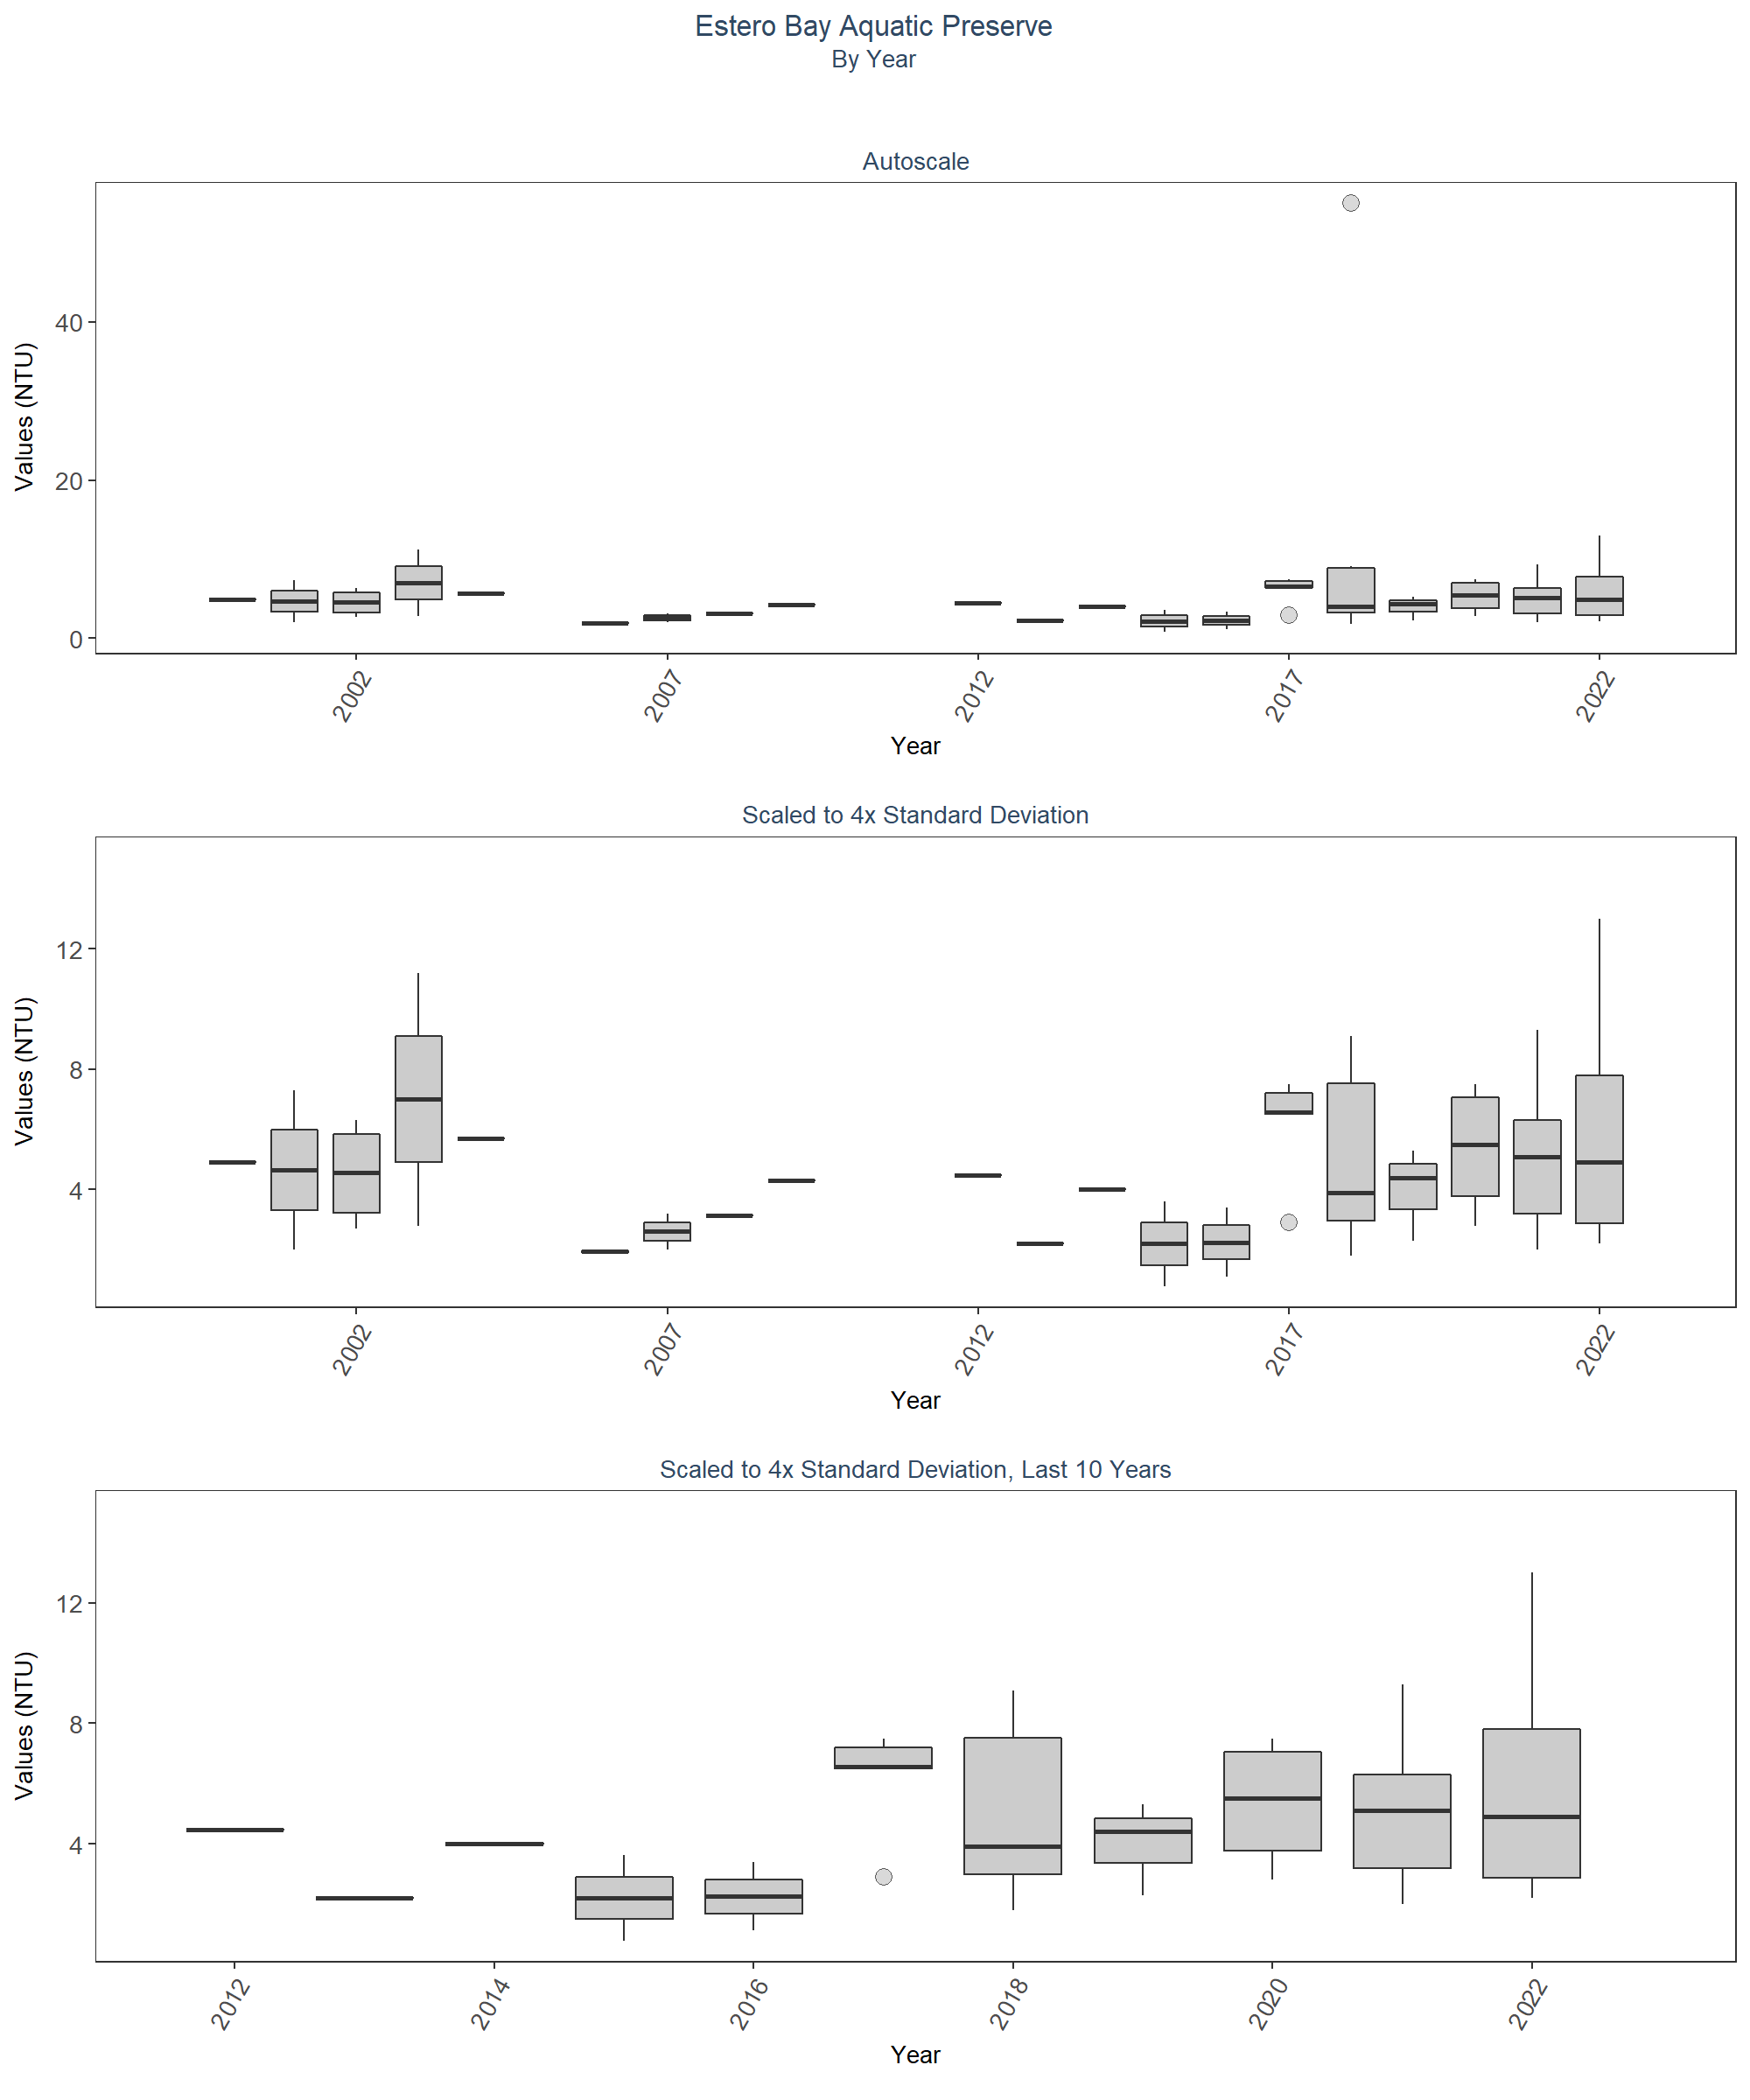 Estero Bay Aquatic Preserve
By Year
Autoscale
Values (NTU)
40
20
0
2002 2007 2012 2017 2022
Year
Scaled to 4x Standard Deviation
Values (NTU)
12
8
4
2002 2007 2012 2017 2022
Year
Scaled to 4x Standard Deviation, Last 10 Years
Values (NTU)
12
8
4
2012 2014 2016 2018 2020 2022
Year